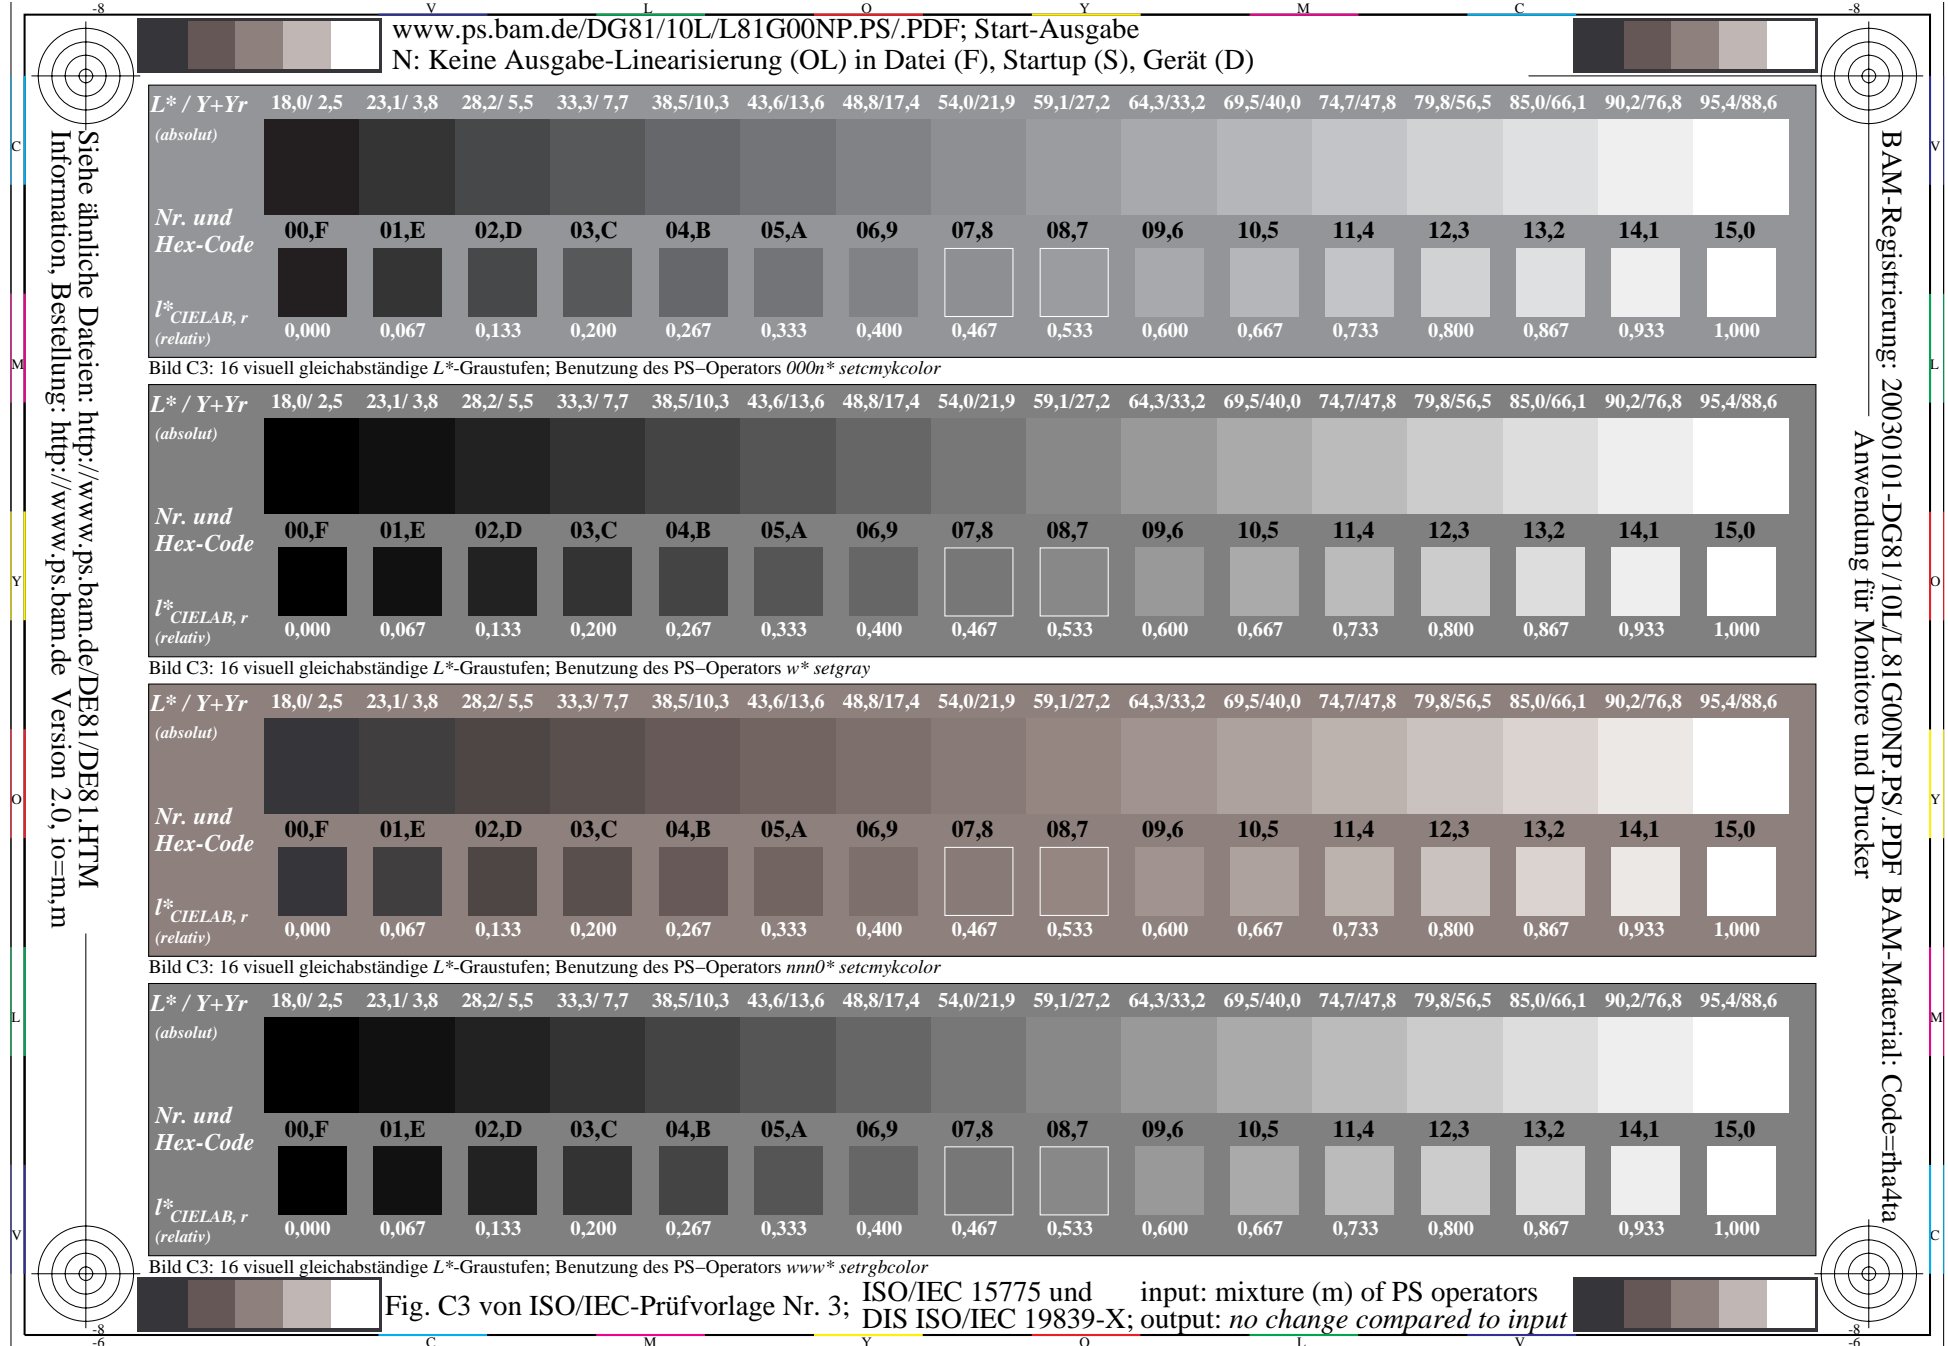 -8 V L O Y M C -8
www.ps.bam.de/DG81/10L/L81G00NP.PS/.PDF; Start-Ausgabe
N: Keine Ausgabe-Linearisierung (OL) in Datei (F), Startup (S), Gerät (D)
L* / Y+Yr 18,0/ 2,5 23,1/ 3,8 28,2/ 5,5 33,3/ 7,7 38,5/10,3 43,6/13,6 48,8/17,4 54,0/21,9 59,1/27,2 64,3/33,2 69,5/40,0 74,7/47,8 79,8/56,5 85,0/66,1 90,2/76,8 95,4/88,6
(absolut)
Nr. und
Hex-Code 00,F 01,E 02,D 03,C 04,B 05,A 06,9 07,8 08,7 09,6 10,5 11,4 12,3 13,2 14,1 15,0
l*CIELAB, r
(relativ) 0,000 0,067 0,133 0,200 0,267 0,333 0,400 0,467 0,533 0,600 0,667 0,733 0,800 0,867 0,933 1,000
Bild C3: 16 visuell gleichabständige L*-Graustufen; Benutzung des PS–Operators 000n* setcmykcolor
L* / Y+Yr 18,0/ 2,5 23,1/ 3,8 28,2/ 5,5 33,3/ 7,7 38,5/10,3 43,6/13,6 48,8/17,4 54,0/21,9 59,1/27,2 64,3/33,2 69,5/40,0 74,7/47,8 79,8/56,5 85,0/66,1 90,2/76,8 95,4/88,6
(absolut)
Nr. und
Hex-Code 00,F 01,E 02,D 03,C 04,B 05,A 06,9 07,8 08,7 09,6 10,5 11,4 12,3 13,2 14,1 15,0
l*CIELAB, r
(relativ) 0,000 0,067 0,133 0,200 0,267 0,333 0,400 0,467 0,533 0,600 0,667 0,733 0,800 0,867 0,933 1,000
Bild C3: 16 visuell gleichabständige L*-Graustufen; Benutzung des PS–Operators w* setgray
L* / Y+Yr 18,0/ 2,5 23,1/ 3,8 28,2/ 5,5 33,3/ 7,7 38,5/10,3 43,6/13,6 48,8/17,4 54,0/21,9 59,1/27,2 64,3/33,2 69,5/40,0 74,7/47,8 79,8/56,5 85,0/66,1 90,2/76,8 95,4/88,6
(absolut)
Nr. und
Hex-Code 00,F 01,E 02,D 03,C 04,B 05,A 06,9 07,8 08,7 09,6 10,5 11,4 12,3 13,2 14,1 15,0
l*CIELAB, r
(relativ) 0,000 0,067 0,133 0,200 0,267 0,333 0,400 0,467 0,533 0,600 0,667 0,733 0,800 0,867 0,933 1,000
Bild C3: 16 visuell gleichabständige L*-Graustufen; Benutzung des PS–Operators nnn0* setcmykcolor
L* / Y+Yr 18,0/ 2,5 23,1/ 3,8 28,2/ 5,5 33,3/ 7,7 38,5/10,3 43,6/13,6 48,8/17,4 54,0/21,9 59,1/27,2 64,3/33,2 69,5/40,0 74,7/47,8 79,8/56,5 85,0/66,1 90,2/76,8 95,4/88,6
(absolut)
Nr. und
Hex-Code 00,F 01,E 02,D 03,C 04,B 05,A 06,9 07,8 08,7 09,6 10,5 11,4 12,3 13,2 14,1 15,0
l*CIELAB, r
(relativ) 0,000 0,067 0,133 0,200 0,267 0,333 0,400 0,467 0,533 0,600 0,667 0,733 0,800 0,867 0,933 1,000
Bild C3: 16 visuell gleichabständige L*-Graustufen; Benutzung des PS–Operators www* setrgbcolor
Fig. C3 von ISO/IEC-Prüfvorlage Nr. 3;
ISO/IEC 15775 und input: mixture (m) of PS operators
DIS ISO/IEC 19839-X; output: no change compared to input
Siehe ähnliche Dateien: http://www.ps.bam.de/DE81/DE81.HTM
Information, Bestellung: http://www.ps.bam.de Version 2.0, io=m,m
BAM-Registrierung: 20030101-DG81/10L/L81G00NP.PS/.PDF BAM-Material: Code=rha4ta
Anwendung für Monitore und Drucker
C
M
Y
O
L
V
V
L
O
Y
M
C
-8 -8
-6 C M Y O L V -6